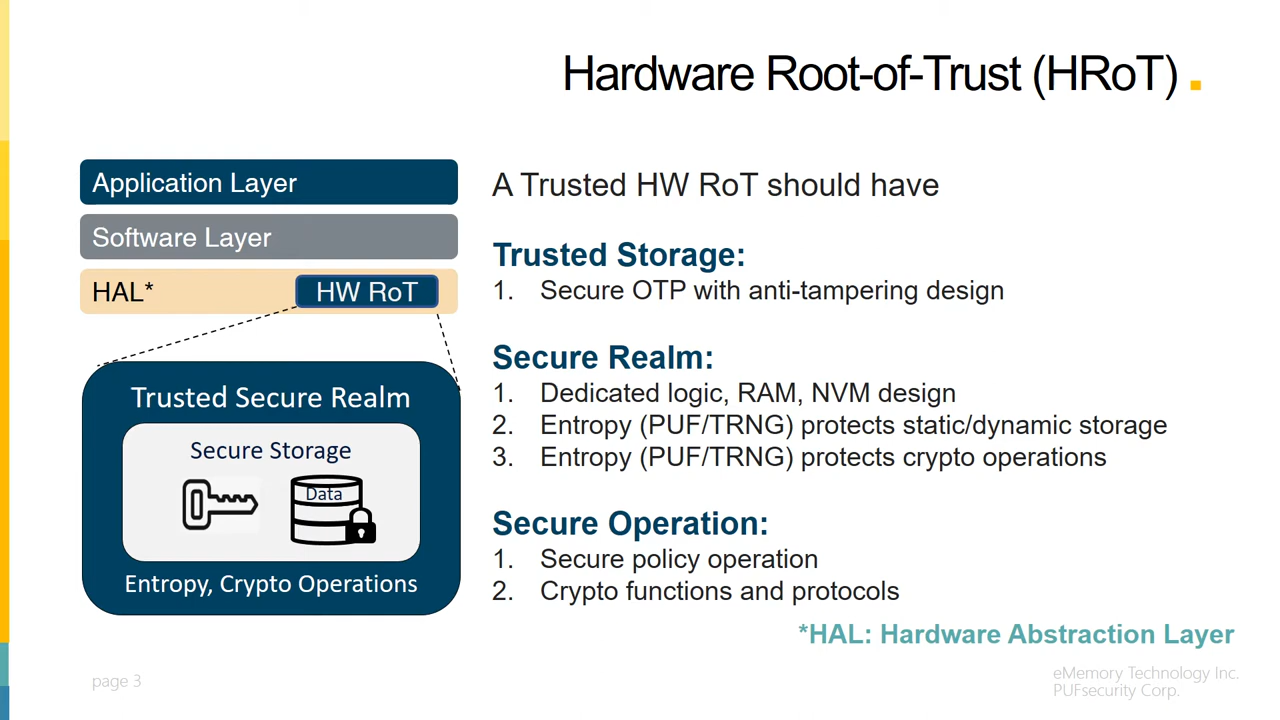 Hardware Root-of-Trust (HRoT).
Application Layer
Software Layer
HAL*
HW RoT
Trusted Secure Realm
Secure Storage
Data
Entropy, Crypto Operations
A Trusted HW RoT should have
Trusted Storage:
1. Secure OTP with anti-tampering design
Secure Realm:
1. Dedicated logic, RAM, NVM design
2. Entropy (PUF/TRNG) protects static/dynamic storage
3. Entropy (PUF/TRNG) protects crypto operations
Secure Operation:
1. Secure policy operation
2. Crypto functions and protocols
*HAL: Hardware Abstraction Layer
page 3
eMemory Technology Inc.
PUFsecurity Corp.